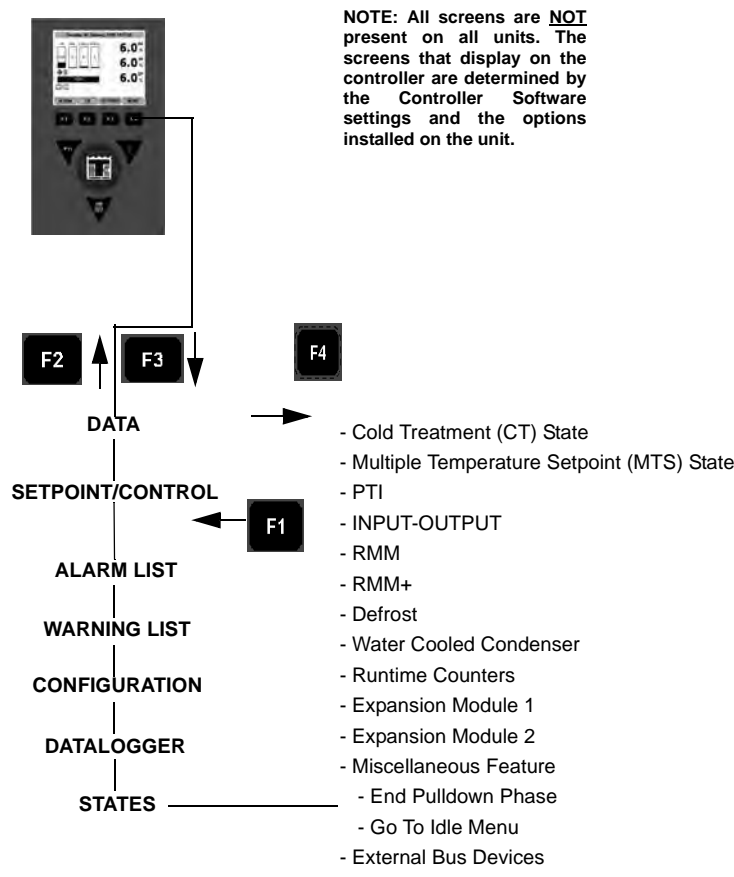 NOTE: All screens are NOT
present on all units. The
screens that display on the
controller are determined by
the Controller Software
settings and the options
installed on the unit.
6.0°
6.0°
6.0°
F2
F3
F4
DATA
SETPOINT/CONTROL
F1
ALARM LIST
WARNING LIST
CONFIGURATION
DATALOGGER
STATES
- Cold Treatment (CT) State
- Multiple Temperature Setpoint (MTS) State
- PTI
- INPUT-OUTPUT
- RMM
- RMM+
- Defrost
- Water Cooled Condenser
- Runtime Counters
- Expansion Module 1
- Expansion Module 2
- Miscellaneous Feature
- End Pulldown Phase
- Go To Idle Menu
- External Bus Devices